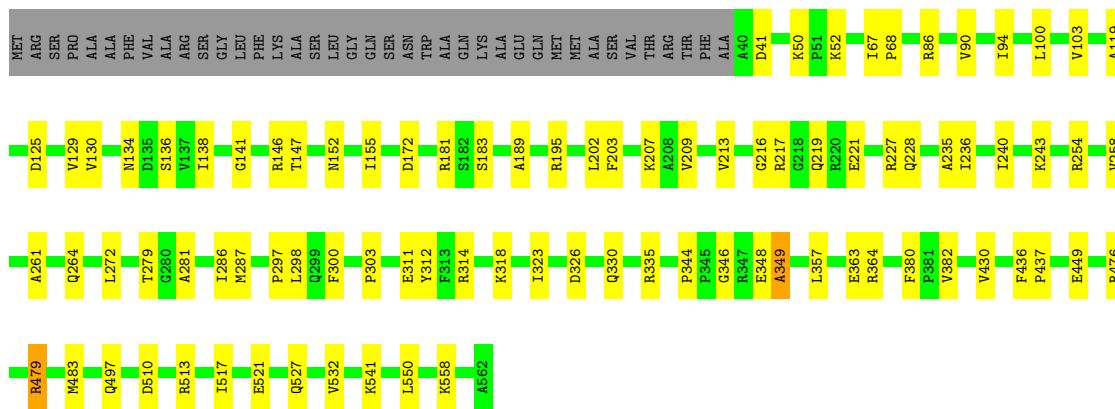 MET ARG SER PRO ALA ALA PHE VAL ALA ARG SER GLY LEU PHE LYS ALA SER LEU GLY GLN SER ASN TRP ALA GLN LYS ALA GLU GLN MET MET ALA SER VAL THR ARG THR PHE ALA A40 D41 K50 P51 K52 I67 P68 R86 V90 I94 L100 V103 A119
D125 V129 V130 N134 D135 S136 V137 I138 G141 R146 T147 N152 I155 D172 R181 S182 S183 A189 R195 L202 F203 K207 A208 V209 V213 G216 R217 G218 Q219 R220 E221 R227 Q228 A235 I236 I240 K243 R254 V258
A261 Q264 L272 T279 G280 A281 I286 M287 P297 L298 Q299 F300 P303 E311 Y312 F313 R314 K318 I323 D326 Q330 R335 P344 P345 G346 R347 E348 A349 L357 E363 R364 F380 P381 V382 V430 F436 P437 E449 R476
R479 M483 Q497 D510 R513 I517 E521 Q527 V532 K541 L550 K558 A562